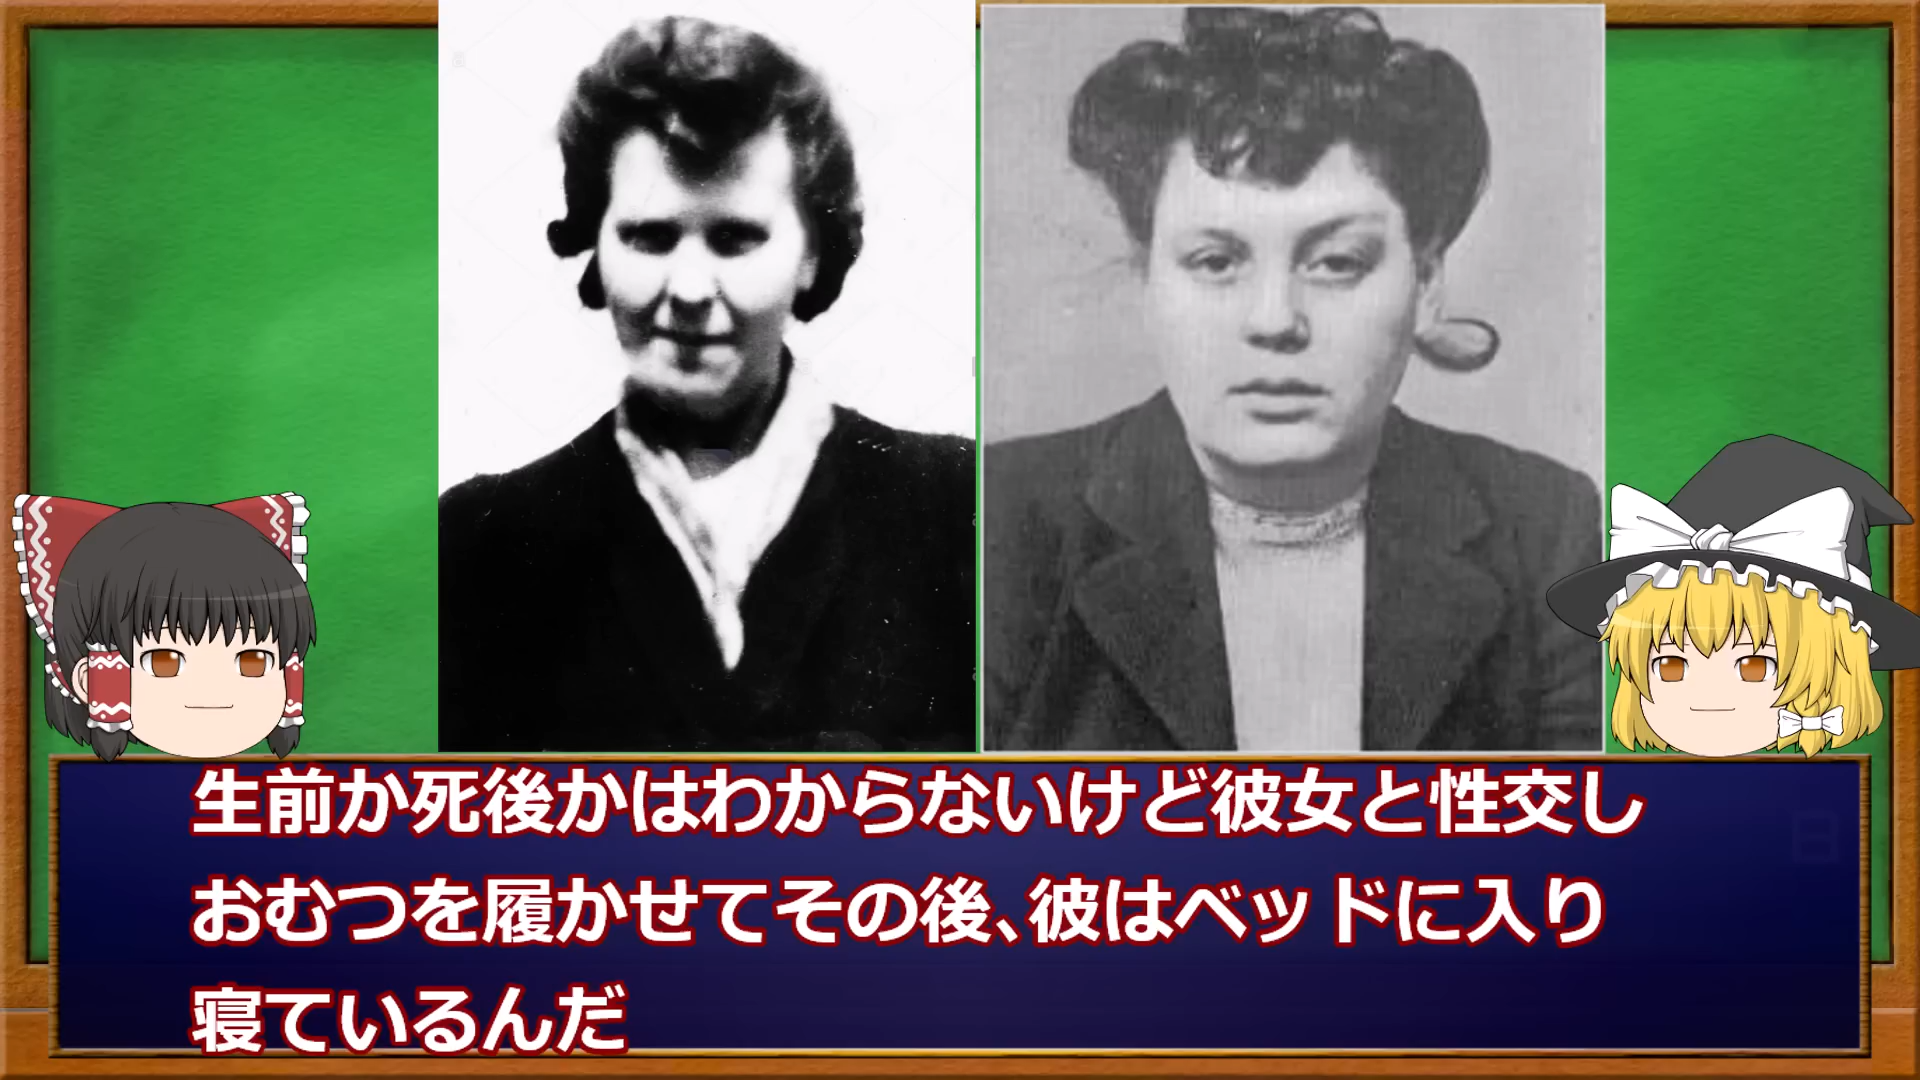 生前か死後かはわからないけど彼女と性交し
おむつを履かせてその後、彼はベッドに入り
寝ているんだ